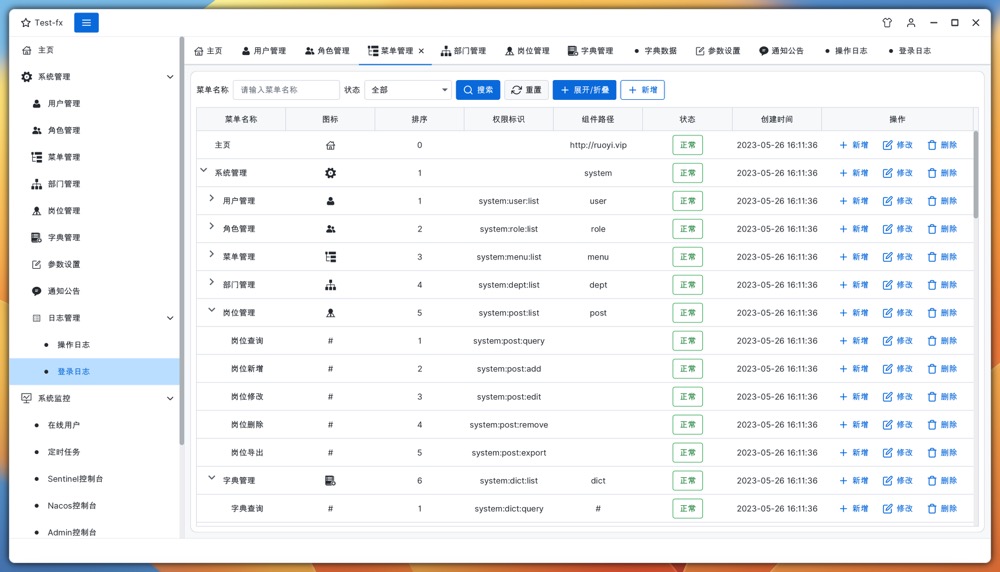 Test-fx
主页
系统管理
用户管理
角色管理
菜单管理
部门管理
岗位管理
字典管理
参数设置
通知公告
日志管理
操作日志
登录日志
系统监控
在线用户
定时任务
Sentinel控制台
Nacos控制台
Admin控制台
主页 用户管理 角色管理 菜单管理 部门管理 岗位管理 字典管理 字典数据 参数设置 通知公告 操作日志 登录日志
菜单名称 请输入菜单名称 状态 全部 搜索 重置 展开/折叠 新增
菜单名称 图标 排序 权限标识 组件路径 状态 创建时间 操作
主页 0 http://ruoyi.vip 正常 2023-05-26 16:11:36 新增 修改 删除
系统管理 1 system 正常 2023-05-26 16:11:36 新增 修改 删除
用户管理 1 system:user:list user 正常 2023-05-26 16:11:36 新增 修改 删除
角色管理 2 system:role:list role 正常 2023-05-26 16:11:36 新增 修改 删除
菜单管理 3 system:menu:list menu 正常 2023-05-26 16:11:36 新增 修改 删除
部门管理 4 system:dept:list dept 正常 2023-05-26 16:11:36 新增 修改 删除
岗位管理 5 system:post:list post 正常 2023-05-26 16:11:36 新增 修改 删除
岗位查询 # 1 system:post:query 正常 2023-05-26 16:11:36 新增 修改 删除
岗位新增 # 2 system:post:add 正常 2023-05-26 16:11:36 新增 修改 删除
岗位修改 # 3 system:post:edit 正常 2023-05-26 16:11:36 新增 修改 删除
岗位删除 # 4 system:post:remove 正常 2023-05-26 16:11:36 新增 修改 删除
岗位导出 # 5 system:post:export 正常 2023-05-26 16:11:36 新增 修改 删除
字典管理 6 system:dict:list dict 正常 2023-05-26 16:11:36 新增 修改 删除
字典查询 # 1 system:dict:query # 正常 2023-05-26 16:11:36 新增 修改 删除